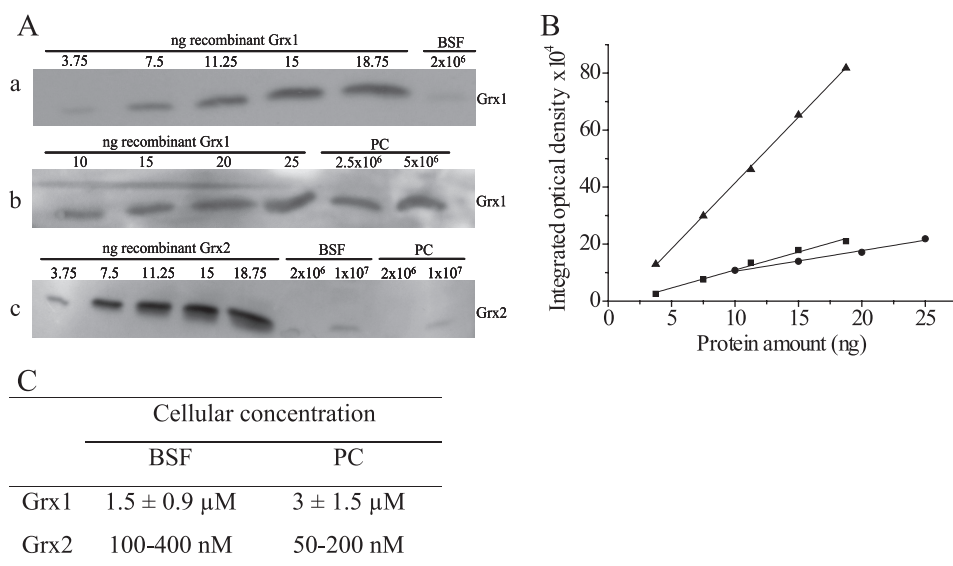 A
ng recombinant Grx1 BSF
3.75 7.5 11.25 15 18.75 2x10⁶
a Grx1
ng recombinant Grx1 PC
10 15 20 25 2.5x10⁶ 5x10⁶
b Grx1
ng recombinant Grx2 BSF PC
3.75 7.5 11.25 15 18.75 2x10⁶ 1x10⁷ 2x10⁶ 1x10⁷
c Grx2
B
Integrated optical density x10⁴
80
60
40
20
0
0 5 10 15 20 25
Protein amount (ng)
C
Cellular concentration
BSF PC
Grx1 1.5 ± 0.9 µM 3 ± 1.5 µM
Grx2 100-400 nM 50-200 nM